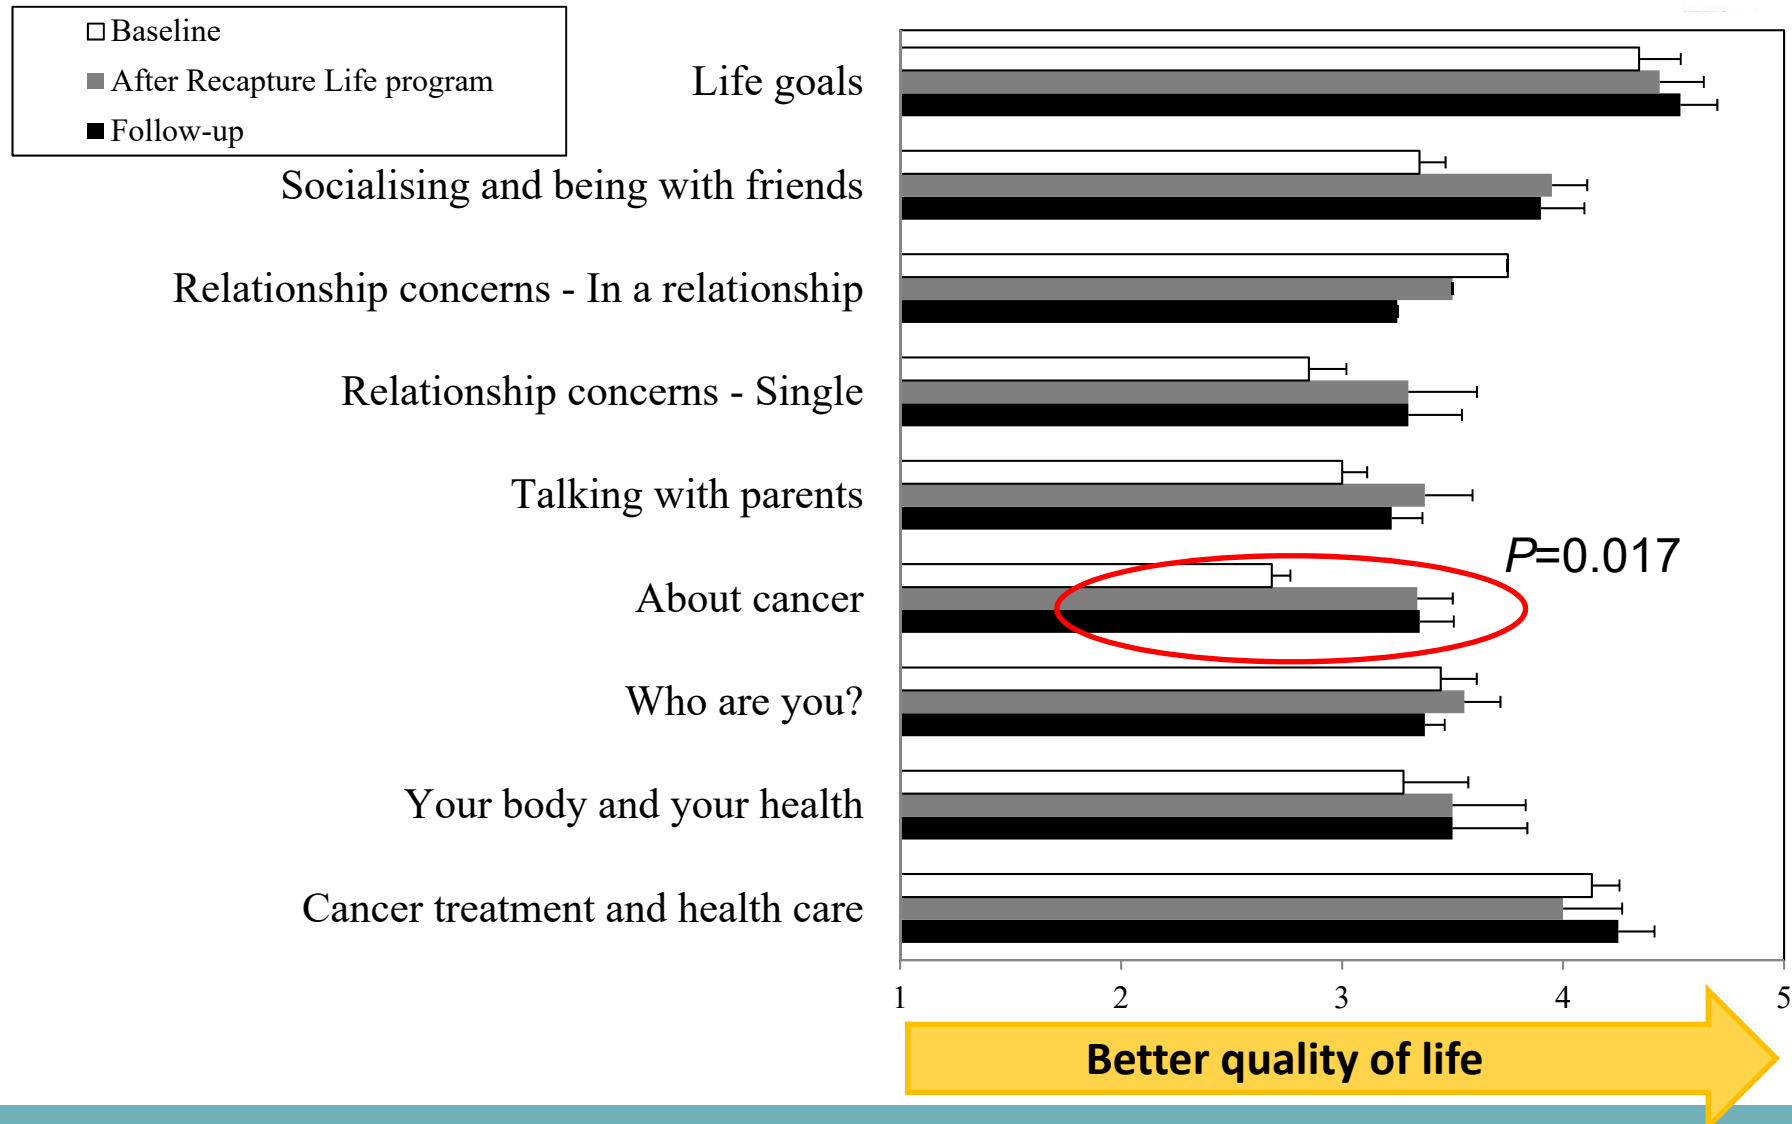 Baseline
After Recapture Life program
Follow-up
Life goals
Socialising and being with friends
Relationship concerns - In a relationship
Relationship concerns - Single
Talking with parents
P=0.017
About cancer
Who are you?
Your body and your health
Cancer treatment and health care
1 2 3 4 5
Better quality of life